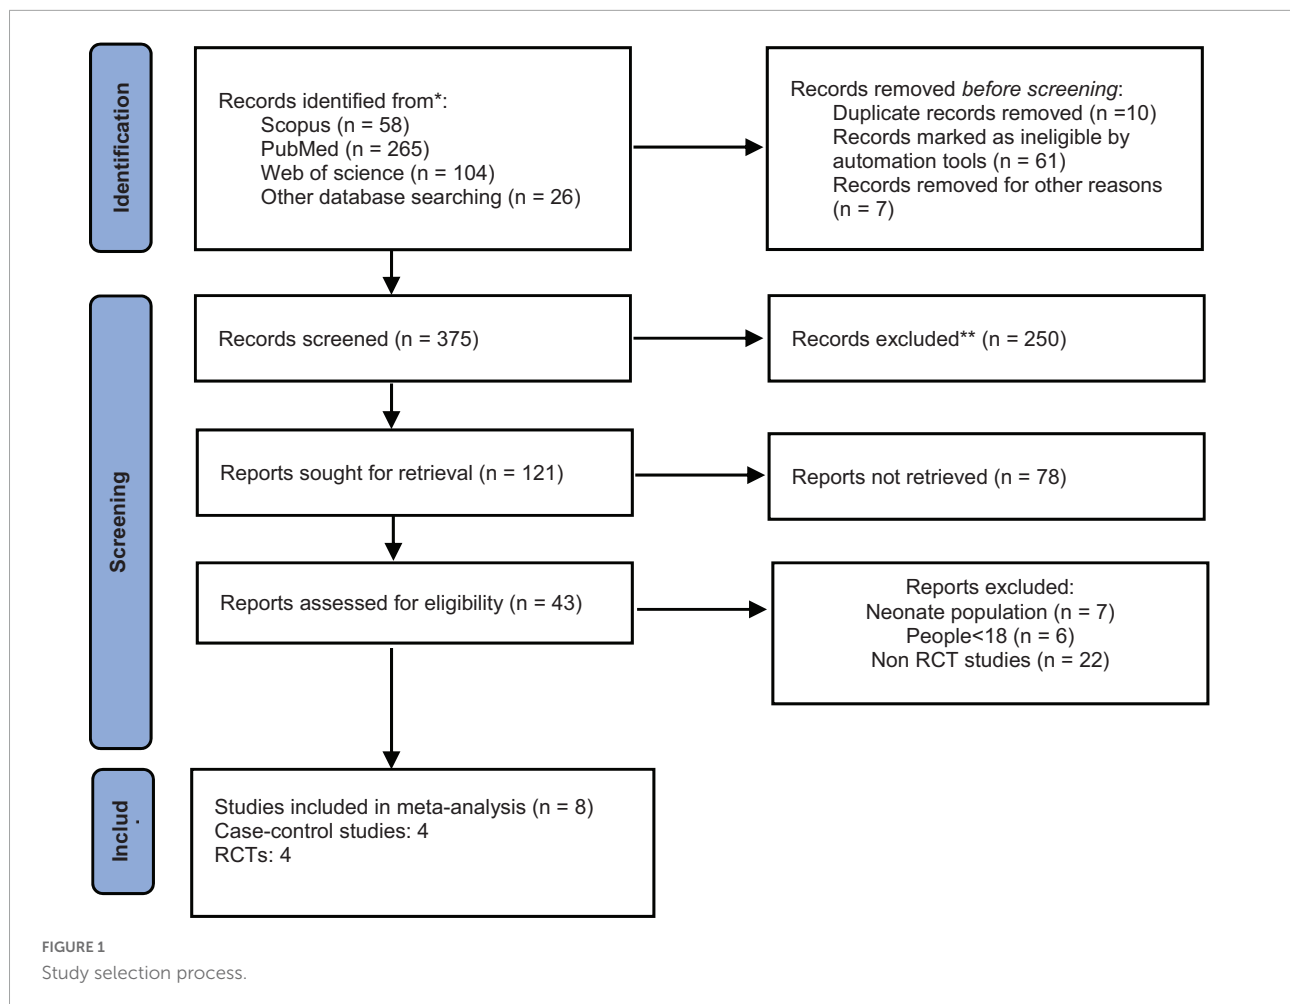 Identification
Records identified from*:
Scopus (n = 58)
PubMed (n = 265)
Web of science (n = 104)
Other database searching (n = 26)
Records removed before screening:
Duplicate records removed (n =10)
Records marked as ineligible by
automation tools (n = 61)
Records removed for other reasons
(n = 7)
Screening
Records screened (n = 375)
Records excluded** (n = 250)
Reports sought for retrieval (n = 121)
Reports not retrieved (n = 78)
Reports assessed for eligibility (n = 43)
Reports excluded:
Neonate population (n = 7)
People<18 (n = 6)
Non RCT studies (n = 22)
Includ
.
Studies included in meta-analysis (n = 8)
Case-control studies: 4
RCTs: 4
FIGURE 1
Study selection process.